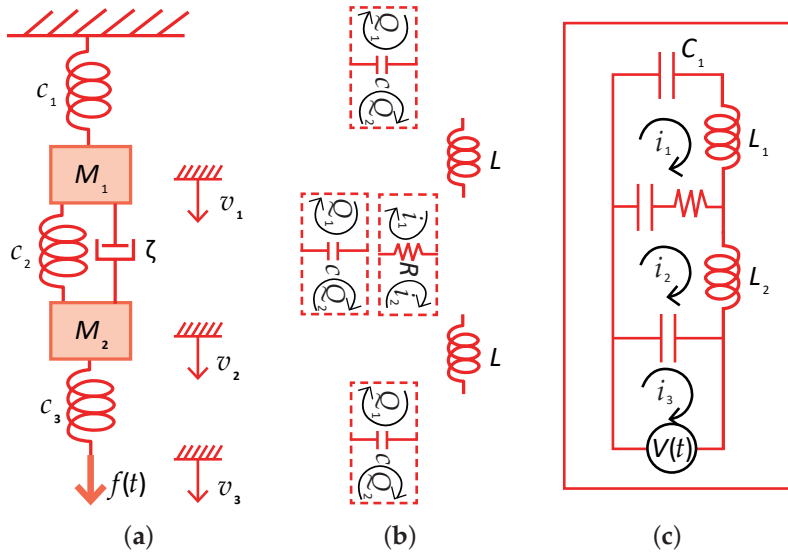 c₁
M₁
v₁
c₂
ζ
M₂
v₂
c₃
f(t)
v₃
(a)
Q₁
c
Q₂
L
Q₁
c
Q₂
i₁
R
i₂
L
Q₁
c
Q₂
(b)
C₁
i₁
L₁
i₂
L₂
i₃
V(t)
(c)